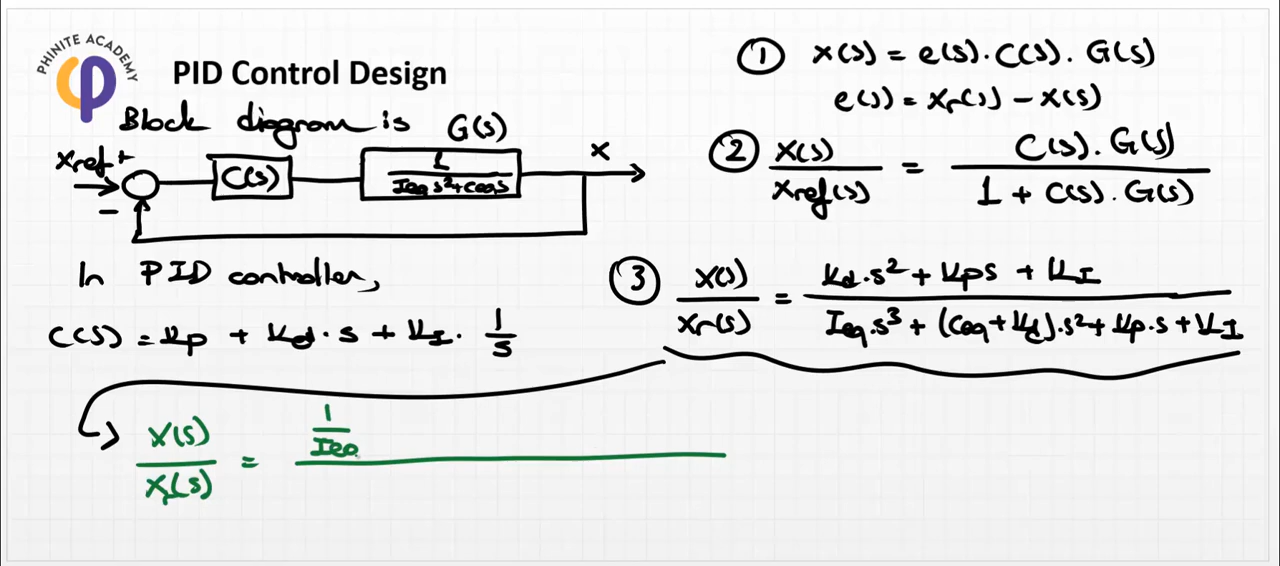 PHINITE ACADEMY
PID Control Design
Block diagram is G(s)
xref + C(s) 1 / Ieq s² + ceq s x
−
In PID controller,
C(s) = Kp + Kd · s + KI · 1/s
① x(s) = e(s) · C(s) · G(s)
e(s) = xr(s) − x(s)
② x(s) / xref(s) = C(s) · G(s) / 1 + C(s) · G(s)
③ x(s) / xr(s) = Kd · s² + Kps + KI / Ieq s³ + (ceq + Kd) · s² + Kp · s + KI
x(s) / xr(s) = 1 / Ieq